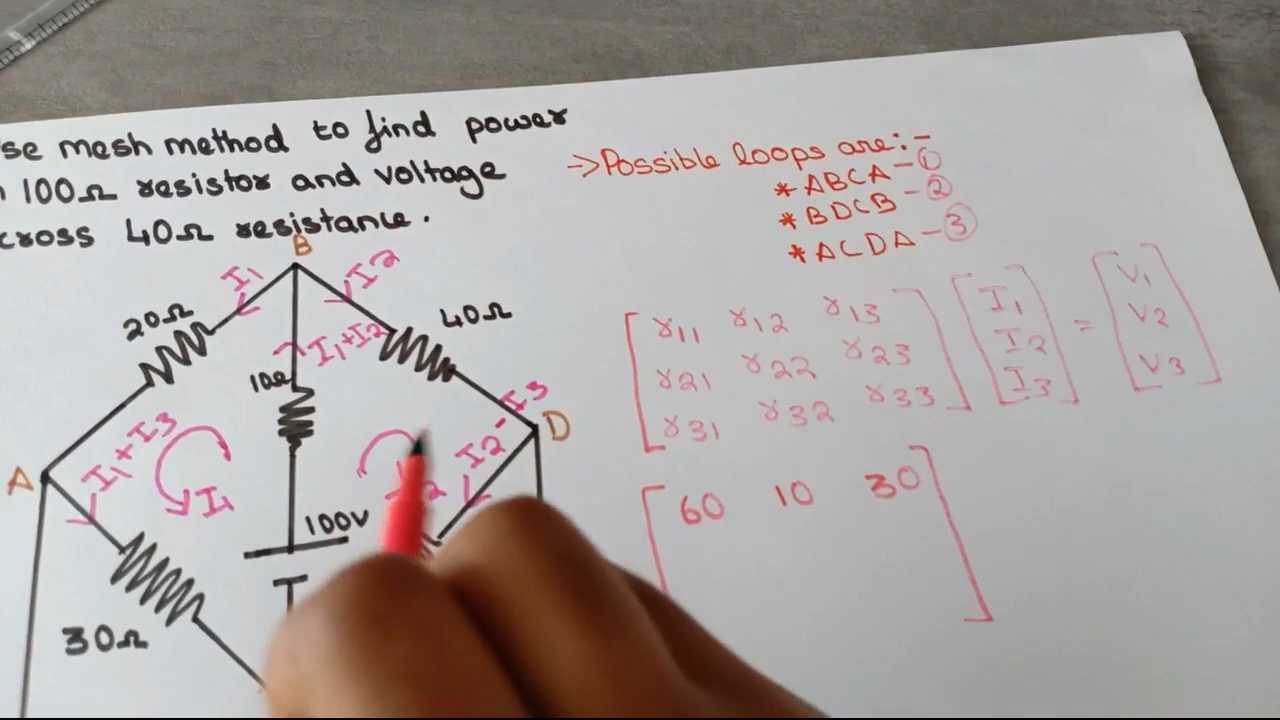 se mesh method to find power
100Ω resistor and voltage
cross 40Ω resistance.
->Possible loops are:-
*ABCA-①
*BDCB-②
*ACDA-③
B
I1
I2
20Ω
40Ω
I1+I2
10Ω
I2-I3
D
A
I1+I3
I1
100V
30Ω
r11 r12 r13
r21 r22 r23
r31 r32 r33
I1
I2
I3
=
V1
V2
V3
60 10 30